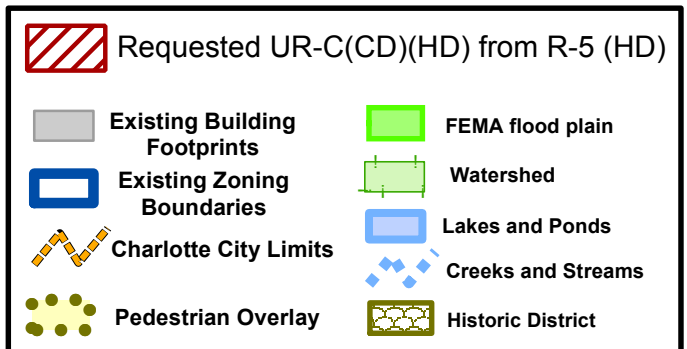 Requested UR-C(CD)(HD) from R-5 (HD)
Existing Building
Footprints
Existing Zoning
Boundaries
Charlotte City Limits
Pedestrian Overlay
FEMA flood plain
Watershed
Lakes and Ponds
Creeks and Streams
Historic District